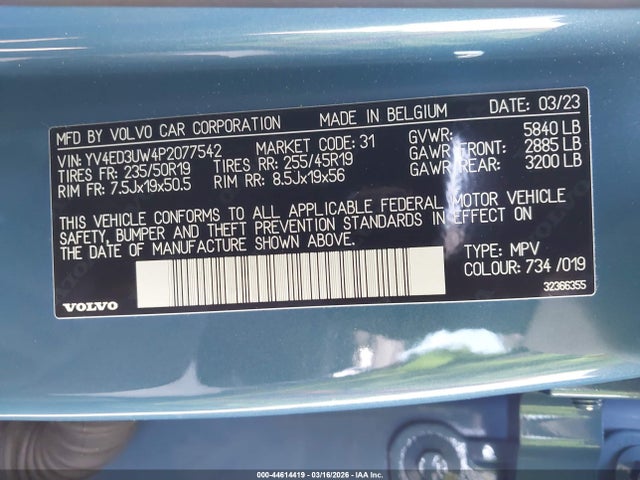 MFD BY VOLVO CAR CORPORATION MADE IN BELGIUM DATE: 03/23
VIN: YV4ED3UW4P2077542 MARKET CODE: 31 GVWR: 5840 LB
TIRES FR: 235/50R19 TIRES RR: 255/45R19 GAWR FRONT: 2885 LB
RIM FR: 7.5Jx19x50.5 RIM RR: 8.5Jx19x56 GAWR REAR: 3200 LB
THIS VEHICLE CONFORMS TO ALL APPLICABLE FEDERAL MOTOR VEHICLE
SAFETY, BUMPER AND THEFT PREVENTION STANDARDS IN EFFECT ON
THE DATE OF MANUFACTURE SHOWN ABOVE.
TYPE: MPV
COLOUR: 734 /019
VOLVO
32366355
000-44614419 - 03/16/2026 - IAA Inc.